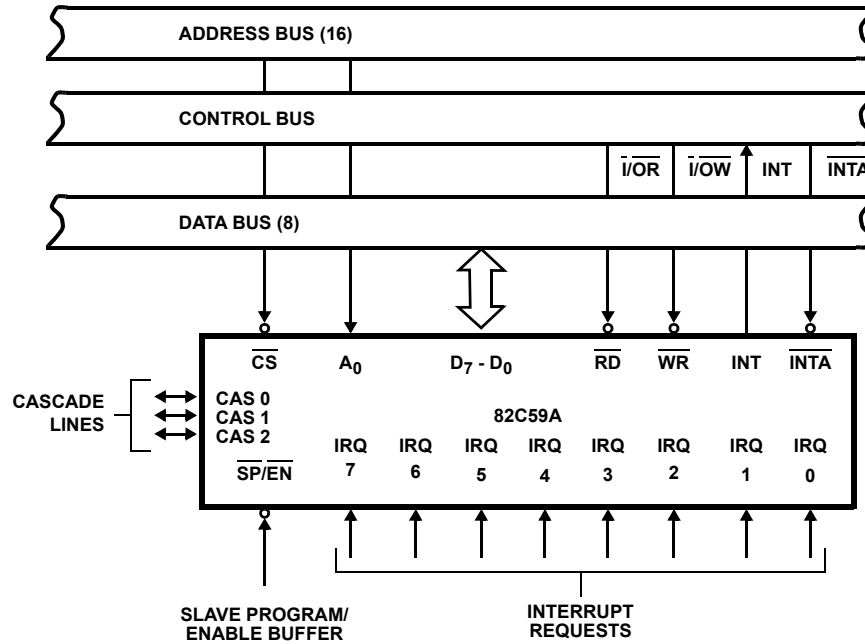 ADDRESS BUS (16)
CONTROL BUS
I/OR I/OW INT INTA
DATA BUS (8)
CS A0 D7 - D0 RD WR INT INTA
CASCADE LINES
CAS 0
CAS 1
CAS 2
82C59A
SP/EN
IRQ 7 IRQ 6 IRQ 5 IRQ 4 IRQ 3 IRQ 2 IRQ 1 IRQ 0
SLAVE PROGRAM/
ENABLE BUFFER
INTERRUPT
REQUESTS